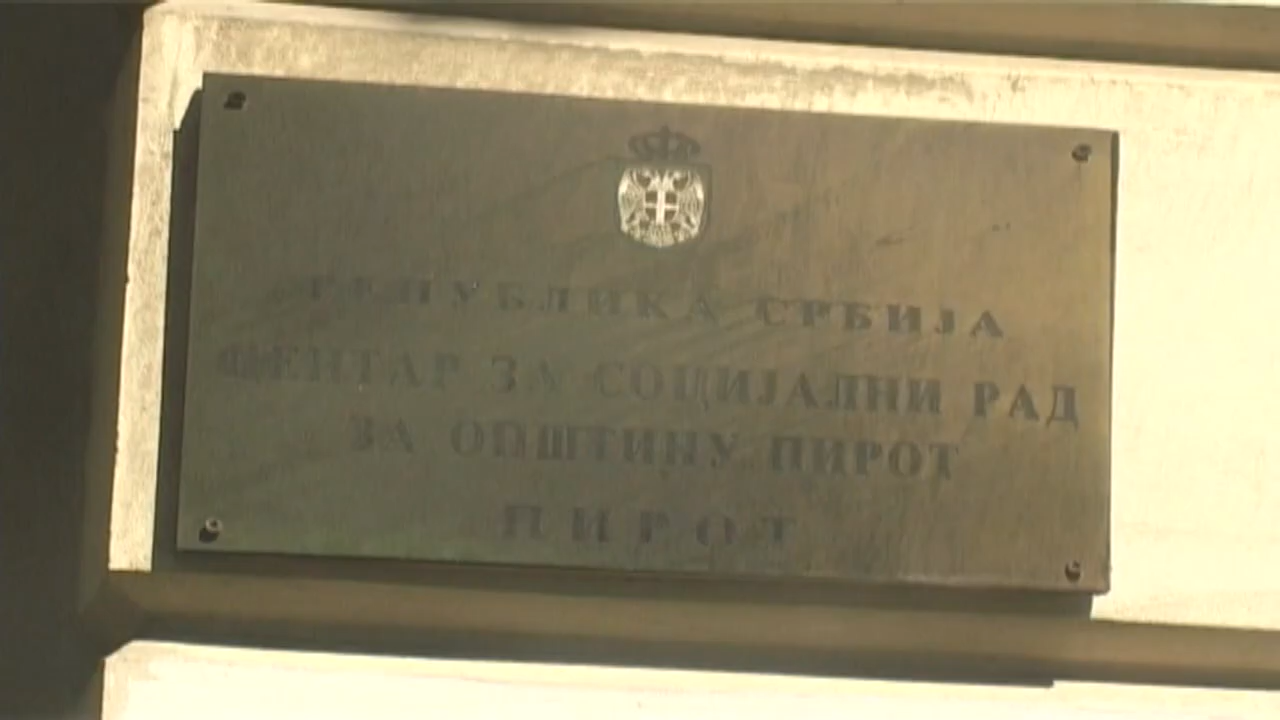 РЕПУБЛИКА СРБИЈА
ЦЕНТАР ЗА СОЦИЈАЛНИ РАД
ЗА ОПШТИНУ ПИРОТ
ПИРОТ